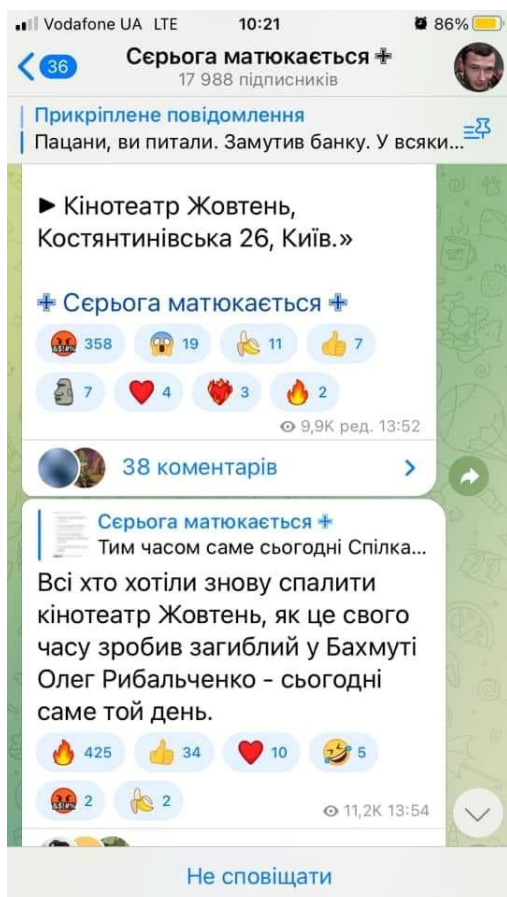 Vodafone UA LTE 10:21 86%
36
Сєрьога матюкається
17 988 підписників
Прикріплене повідомлення
Пацани, ви питали. Замутив банку. У всяки...
► Кінотеатр Жовтень,
Костянтинівська 26, Київ.»
Сєрьога матюкається
358 19 11 7
7 4 3 2
9,9K ред. 13:52
38 коментарів
Сєрьога матюкається
Тим часом саме сьогодні Спілка...
Всі хто хотіли знову спалити
кінотеатр Жовтень, як це свого
часу зробив загиблий у Бахмуті
Олег Рибальченко - сьогодні
саме той день.
425 34 10 5
2 2
11,2K 13:54
Не сповіщати